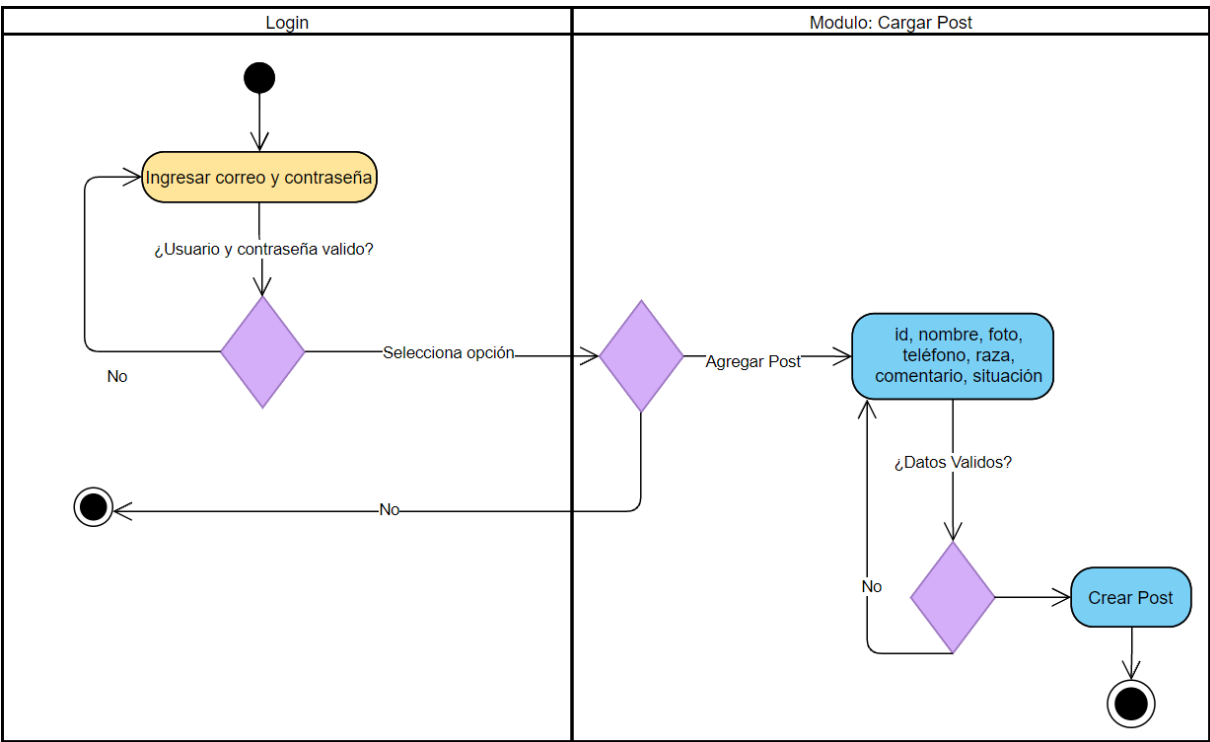 Login
Modulo: Cargar Post
Ingresar correo y contraseña
¿Usuario y contraseña valido?
No
Selecciona opción
Agregar Post
id, nombre, foto,
teléfono, raza,
comentario, situación
¿Datos Validos?
No
No
Crear Post